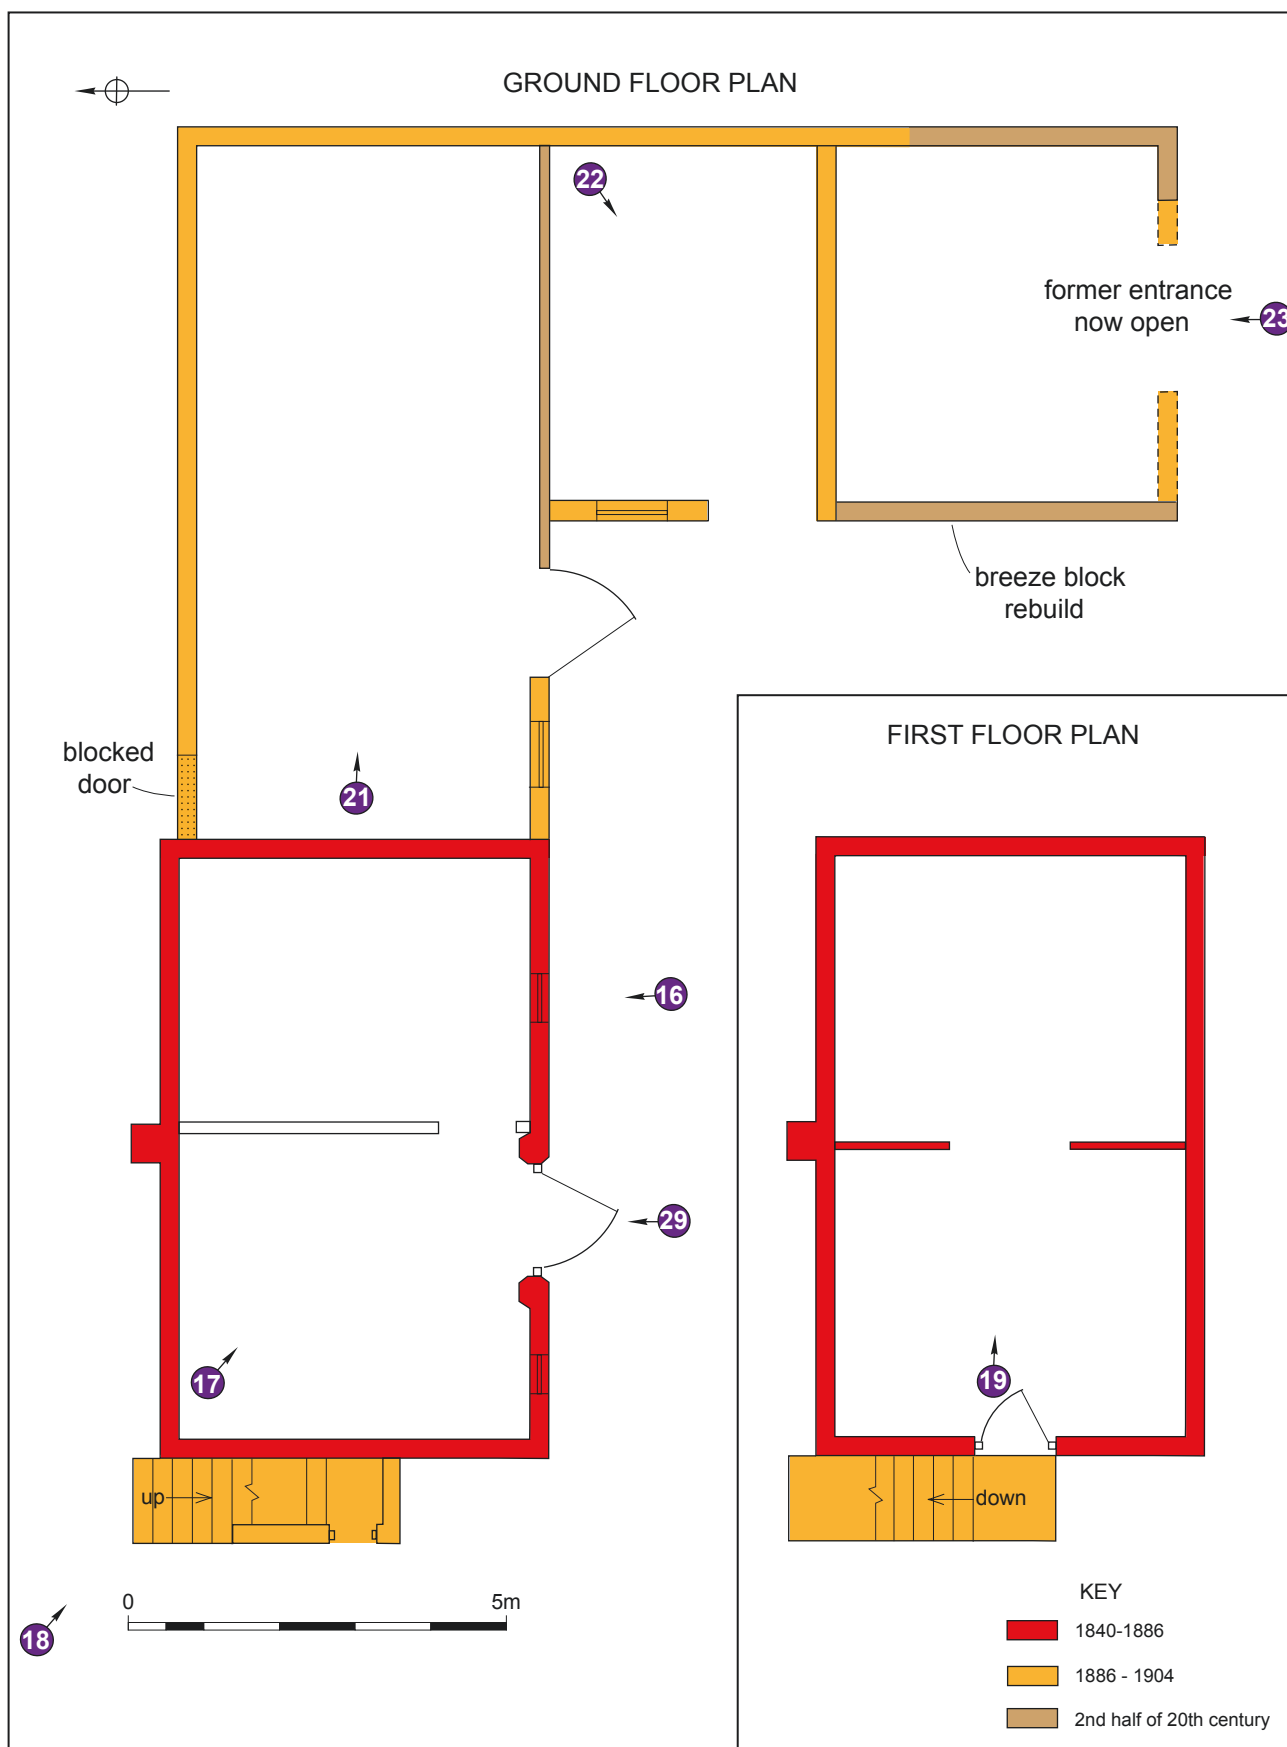 GROUND FLOOR PLAN
22
former entrance
now open
23
breeze block
rebuild
blocked
door
21
FIRST FLOOR PLAN
16
29
17
19
up
down
0
5m
18
KEY
1840-1886
1886 - 1904
2nd half of 20th century